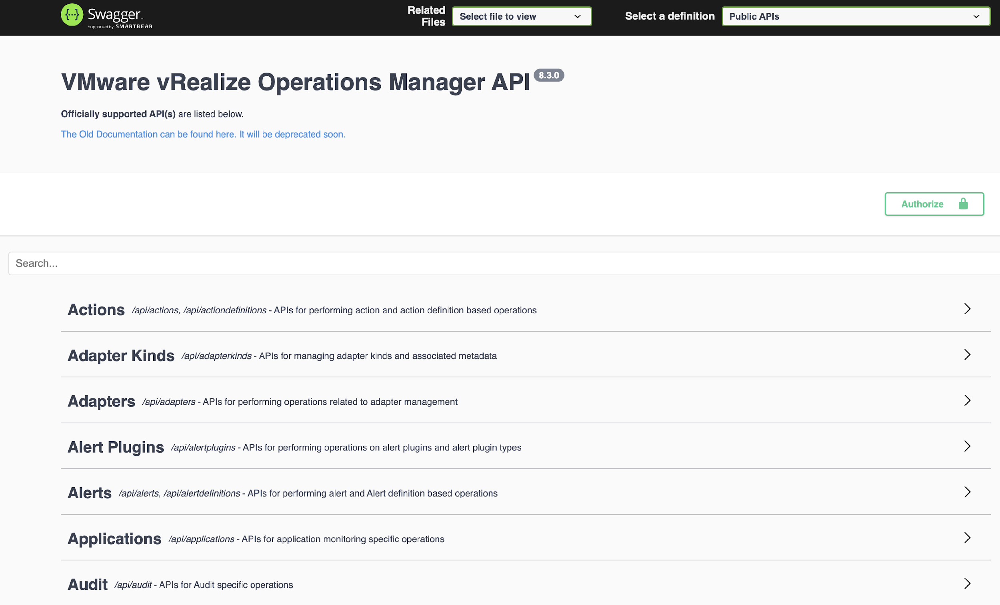 Swagger™
Supported by SMARTBEAR
Related
Files
Select file to view
Select a definition
Public APIs
VMware vRealize Operations Manager API 8.3.0
Officially supported API(s) are listed below.
The Old Documentation can be found here. It will be deprecated soon.
Authorize
Search...
Actions /api/actions, /api/actiondefinitions - APIs for performing action and action definition based operations
Adapter Kinds /api/adapterkinds - APIs for managing adapter kinds and associated metadata
Adapters /api/adapters - APIs for performing operations related to adapter management
Alert Plugins /api/alertplugins - APIs for performing operations on alert plugins and alert plugin types
Alerts /api/alerts, /api/alertdefinitions - APIs for performing alert and Alert definition based operations
Applications /api/applications - APIs for application monitoring specific operations
Audit /api/audit - APIs for Audit specific operations